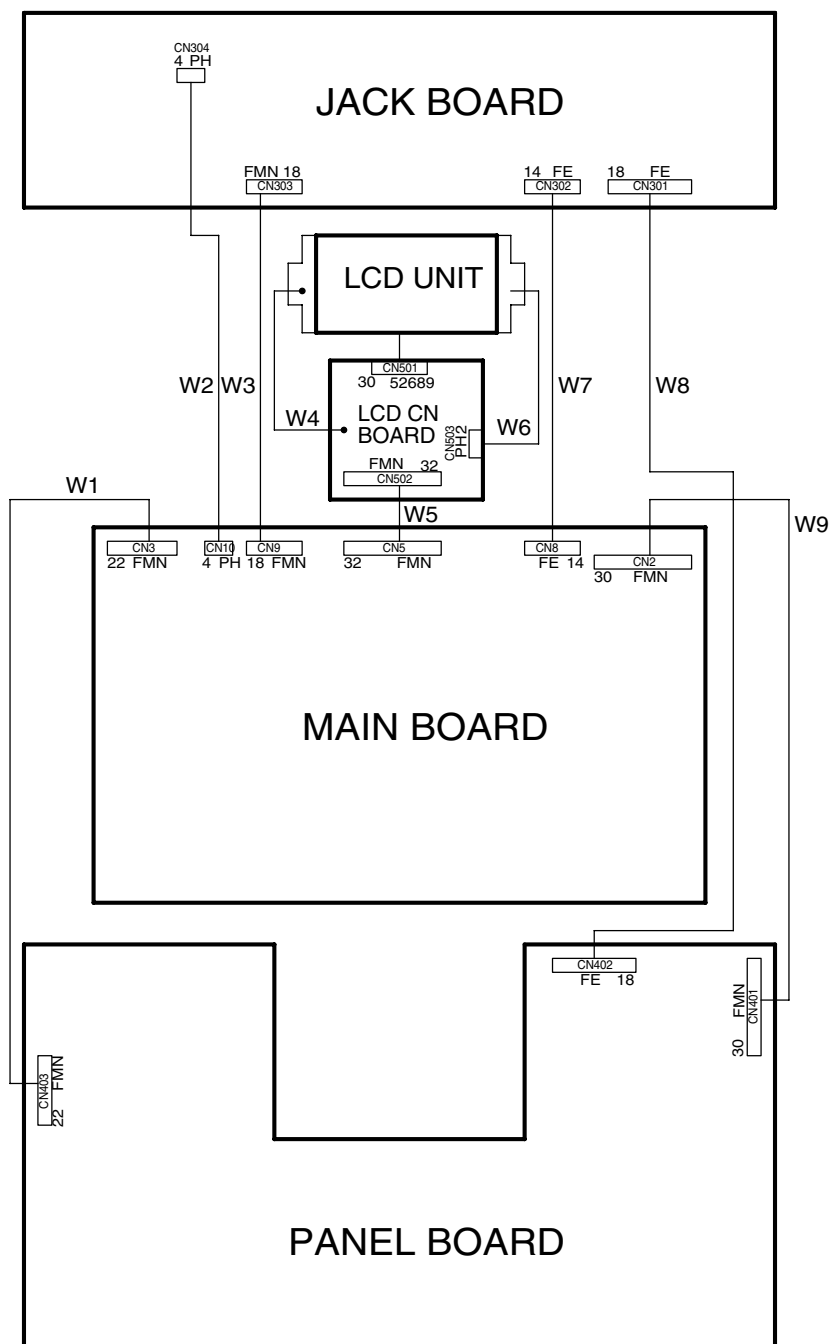 CN304
4 PH
JACK BOARD
FMN 18
CN303
14 FE
CN302
18 FE
CN301
LCD UNIT
CN501
30 52689
W2
W3
W4
LCD CN
BOARD
CN503
PH2
W6
W7
W8
FMN 32
CN502
W1
W5
W9
CN3
22 FMN
CN10
4 PH
CN9
18 FMN
CN5
32 FMN
CN8
FE 14
CN2
30 FMN
MAIN BOARD
CN402
FE 18
FMN
30
CN401
CN403
FMN
22
PANEL BOARD